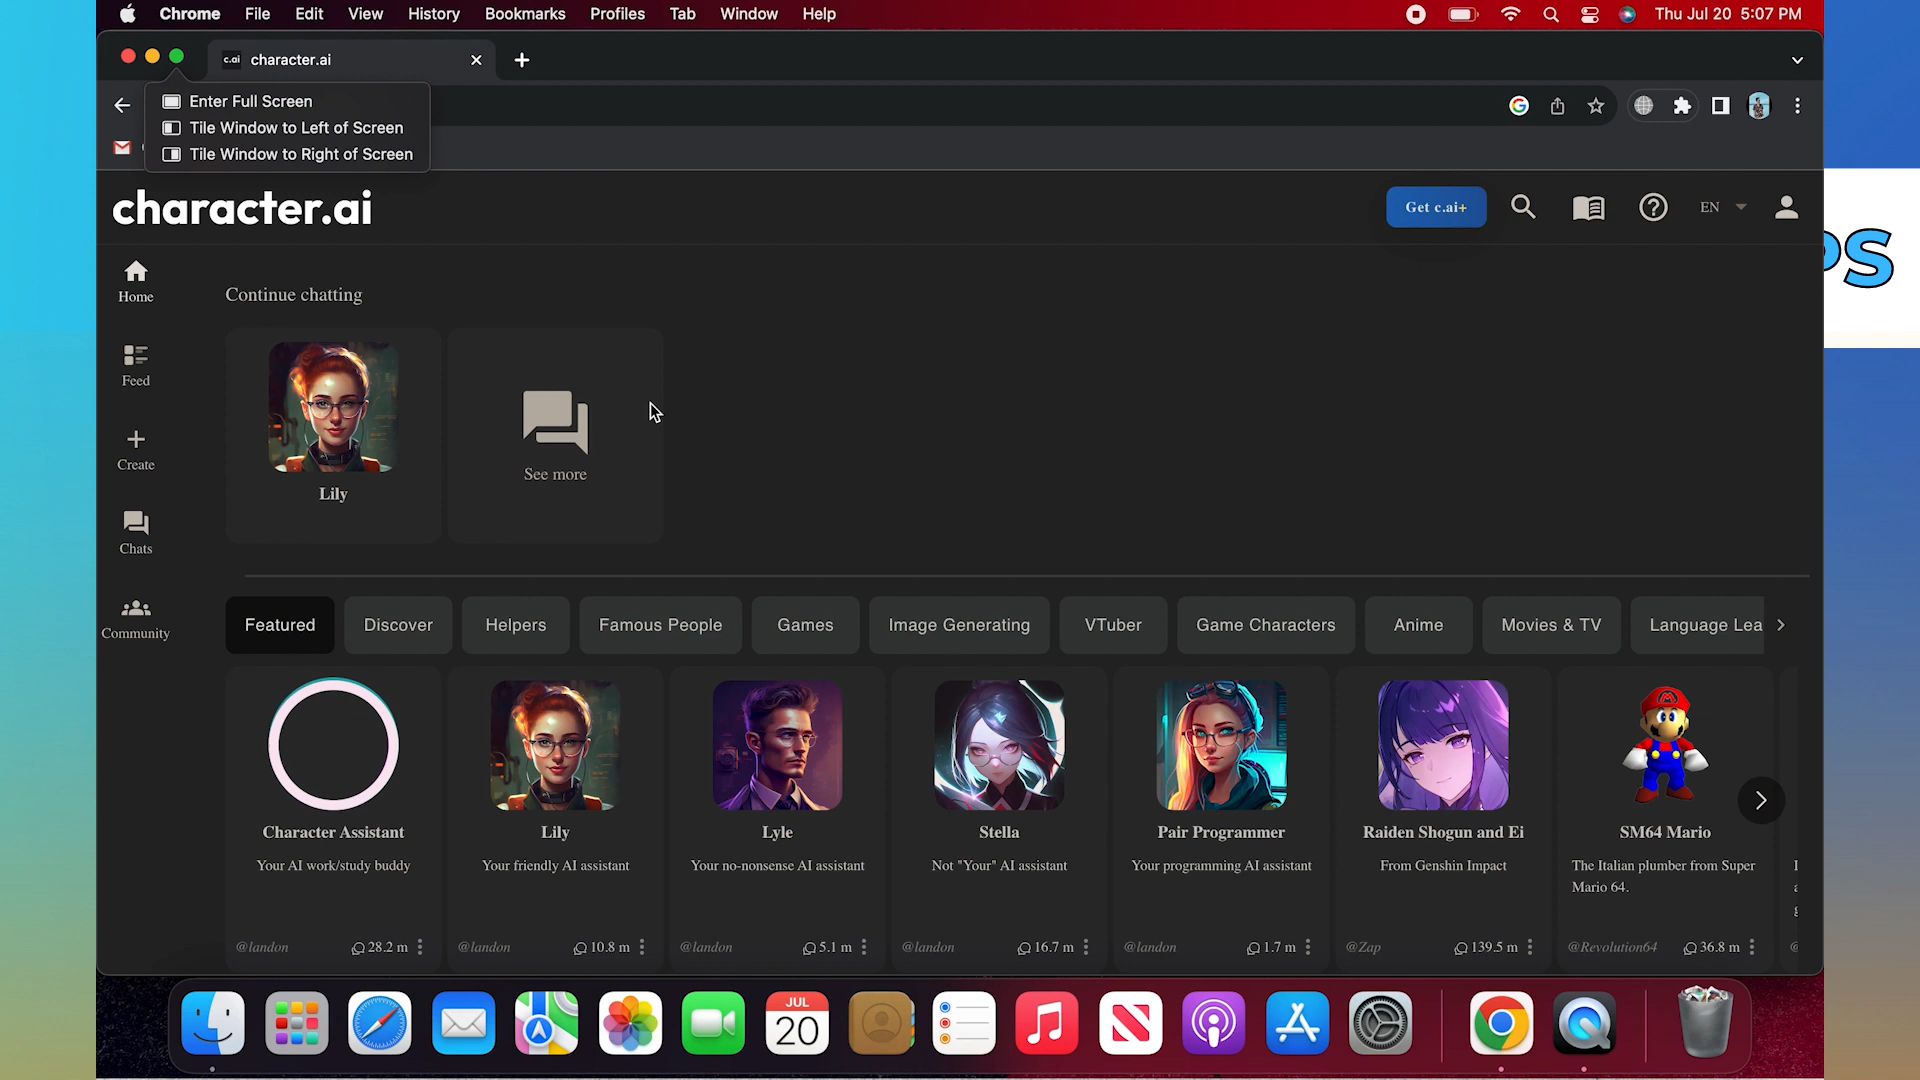 Chrome File Edit View History Bookmarks Profiles Tab Window Help Thu Jul 20 5:07 PM
c.ai character.ai
Enter Full Screen
Tile Window to Left of Screen
Tile Window to Right of Screen
character.ai
Get c.ai+
EN
PS
Home
Feed
Create
Chats
Community
Continue chatting
Lily
See more
Featured Discover Helpers Famous People Games Image Generating VTuber Game Characters Anime Movies & TV Language Lea
Character Assistant
Your AI work/study buddy
@landon 28.2 m
Lily
Your friendly AI assistant
@landon 10.8 m
Lyle
Your no-nonsense AI assistant
@landon 5.1 m
Stella
Not "Your" AI assistant
@landon 16.7 m
Pair Programmer
Your programming AI assistant
@landon 1.7 m
Raiden Shogun and Ei
From Genshin Impact
@Zap 139.5 m
SM64 Mario
The Italian plumber from Super
Mario 64.
@Revolution64 36.8 m
JUL
20